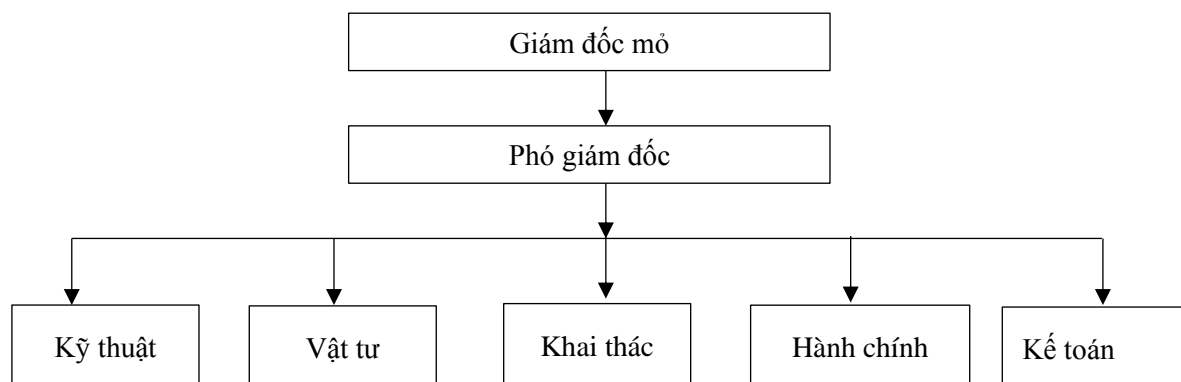 Giám đốc mỏ
Phó giám đốc
Kỹ thuật
Vật tư
Khai thác
Hành chính
Kế toán